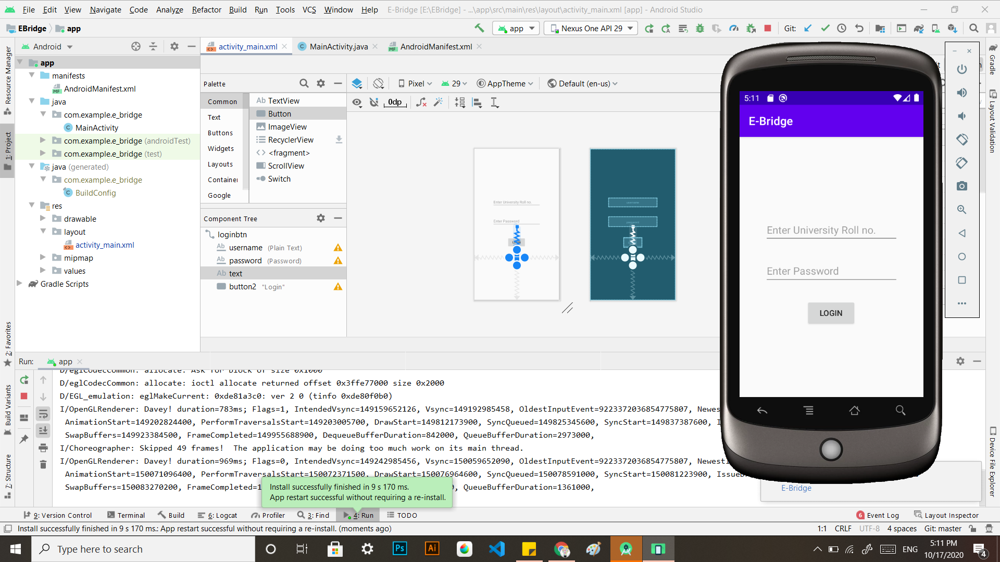 File Edit View Navigate Code Analyze Refactor Build Run Tools VCS Window Help E-Bridge [E:\EBridge] - ...\app\src\main\res\layout\activity_main.xml [app] - Android Studio
EBridge app
app Nexus One API 29 Git:
Android
activity_main.xml MainActivity.java AndroidManifest.xml
app
manifests
AndroidManifest.xml
java
com.example.e_bridge
MainActivity
com.example.e_bridge (androidTest)
com.example.e_bridge (test)
java (generated)
com.example.e_bridge
BuildConfig
res
drawable
layout
activity_main.xml
mipmap
values
Gradle Scripts
Resource Manager
1: Project
2: Favorites
Build Variants
7: Structure
Palette
Common
Text
Buttons
Widgets
Layouts
Container
Google
Ab TextView
Button
ImageView
RecyclerView
<fragment>
ScrollView
Switch
Component Tree
loginbtn
Ab username (Plain Text)
Ab password (Password)
Ab text
button2 "Login"
Pixel 29 AppTheme Default (en-us)
0dp
Enter University Roll no.
Enter Password
LOGIN
username
password
5:11
E-Bridge
Enter University Roll no.
Enter Password
LOGIN
Gradle
Layout Validation
Device File Explorer
Run: app
D/eglCodecCommon: allocate: Ask for block of size 0x1000
D/eglCodecCommon: allocate: ioctl allocate returned offset 0x3ffe77000 size 0x2000
D/EGL_emulation: eglMakeCurrent: 0xde81a3c0: ver 2 0 (tinfo 0xde80f0b0)
I/OpenGLRenderer: Davey! duration=783ms; Flags=1, IntendedVsync=149159652126, Vsync=149192985458, OldestInputEvent=9223372036854775807, Newes
AnimationStart=149202824400, PerformTraversalsStart=149203005700, DrawStart=149812173900, SyncQueued=149825345600, SyncStart=149837387600, I
SwapBuffers=149923384500, FrameCompleted=149955688900, DequeueBufferDuration=842000, QueueBufferDuration=2973000,
I/Choreographer: Skipped 49 frames! The application may be doing too much work on its main thread.
I/OpenGLRenderer: Davey! duration=969ms; Flags=0, IntendedVsync=149242985456, Vsync=150059652090, OldestInputEvent=9223372036854775807, NewestI
AnimationStart=150071096400, PerformTraversalsStart=150072371500, DrawStart=150076964600, SyncQueued=150078591000, SyncStart=150081223900, Issue
SwapBuffers=150083270200, FrameCompleted=1 0, QueueBufferDuration=1361000,
Install successfully finished in 9 s 170 ms.
App restart successful without requiring a re-install.
E-Bridge
9: Version Control Terminal Build 6: Logcat Profiler 3: Find 4: Run TODO 6 Event Log Layout Inspector
Install successfully finished in 9 s 170 ms.: App restart successful without requiring a re-install. (moments ago) 1:1 CRLF UTF-8 4 spaces Git: master
Type here to search Ps Ai ENG
5:11 PM
10/17/2020
4